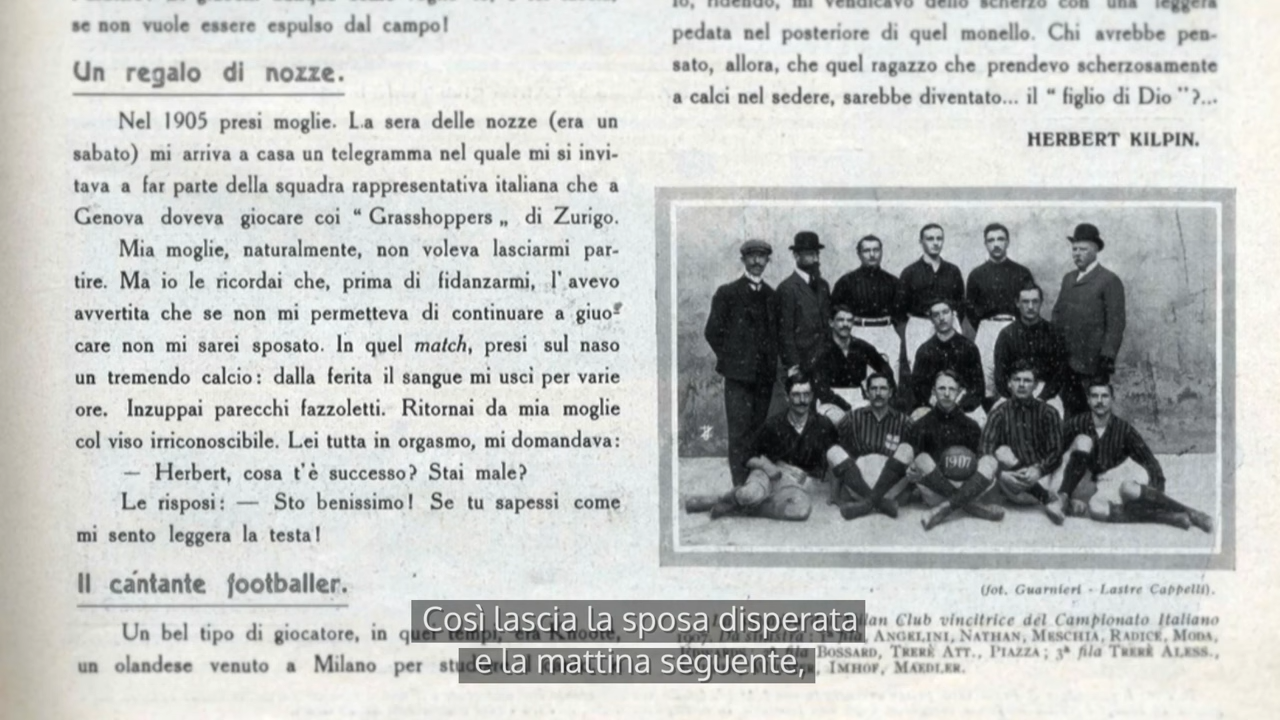 se non vuole essere espulso dal campo!
Un regalo di nozze.
Nel 1905 presi moglie. La sera delle nozze (era un
sabato) mi arriva a casa un telegramma nel quale mi si invi-
tava a far parte della squadra rappresentativa italiana che a
Genova doveva giocare coi “ Grasshoppers „ di Zurigo.
Mia moglie, naturalmente, non voleva lasciarmi par-
tire. Ma io le ricordai che, prima di fidanzarmi, l'avevo
avvertita che se non mi permetteva di continuare a giuo-
care non mi sarei sposato. In quel match, presi sul naso
un tremendo calcio: dalla ferita il sangue mi uscì per varie
ore. Inzuppai parecchi fazzoletti. Ritornai da mia moglie
col viso irriconoscibile. Lei tutta in orgasmo, mi domandava:
— Herbert, cosa t'è successo? Stai male?
Le risposi: — Sto benissimo! Se tu sapessi come
mi sento leggera la testa!
Il cantante footballer.
Un bel tipo di giocatore, in quei tempi, era Knoote,
un olandese venuto a Milano per
io, ridendo, mi vendicavo dello scherzo con una leggera
pedata nel posteriore di quel monello. Chi avrebbe pen-
sato, allora, che quel ragazzo che prendevo scherzosamente
a calci nel sedere, sarebbe diventato... il “ figlio di Dio ”?...
HERBERT KILPIN.
1907
(fot. Guarnieri - Lastre Cappelli).
Club vincitrice del Campionato Italiano
1907. Da sinistra: 1ª fila, ANGELINI, NATHAN, MESCHIA, RADICE, MODA,
BOSSARD, TRERÈ ATT., PIAZZA; 3ª fila TRERÈ ALESS.,
IMHOF, MAEDLER.
Così lascia la sposa disperata
e la mattina seguente,